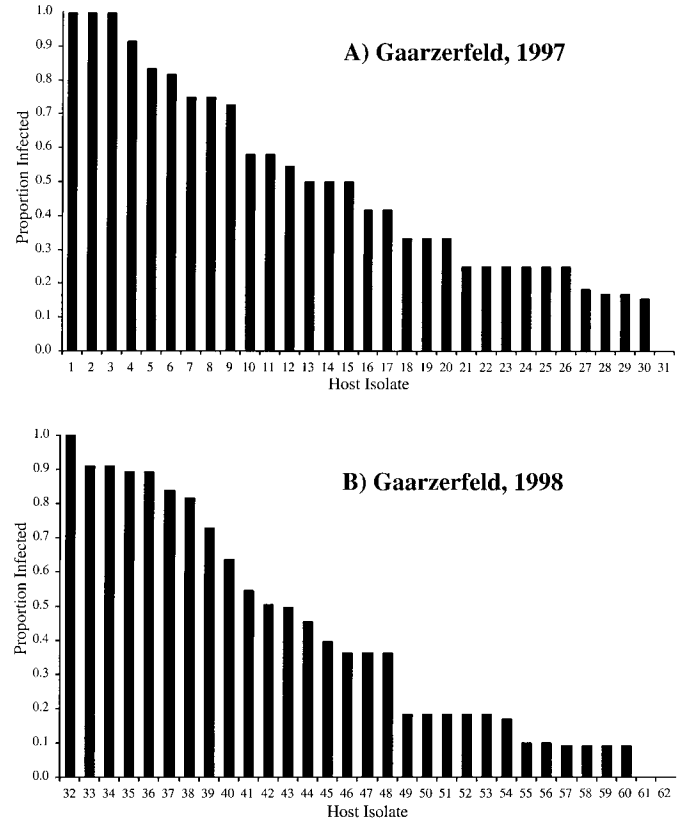 A) Gaarzerfeld, 1997
Proportion Infected
1.0
0.9
0.8
0.7
0.6
0.5
0.4
0.3
0.2
0.1
0.0
1 2 3 4 5 6 7 8 9 10 11 12 13 14 15 16 17 18 19 20 21 22 23 24 25 26 27 28 29 30 31
Host Isolate
B) Gaarzerfeld, 1998
Proportion Infected
1.0
0.9
0.8
0.7
0.6
0.5
0.4
0.3
0.2
0.1
0.0
32 33 34 35 36 37 38 39 40 41 42 43 44 45 46 47 48 49 50 51 52 53 54 55 56 57 58 59 60 61 62
Host Isolate